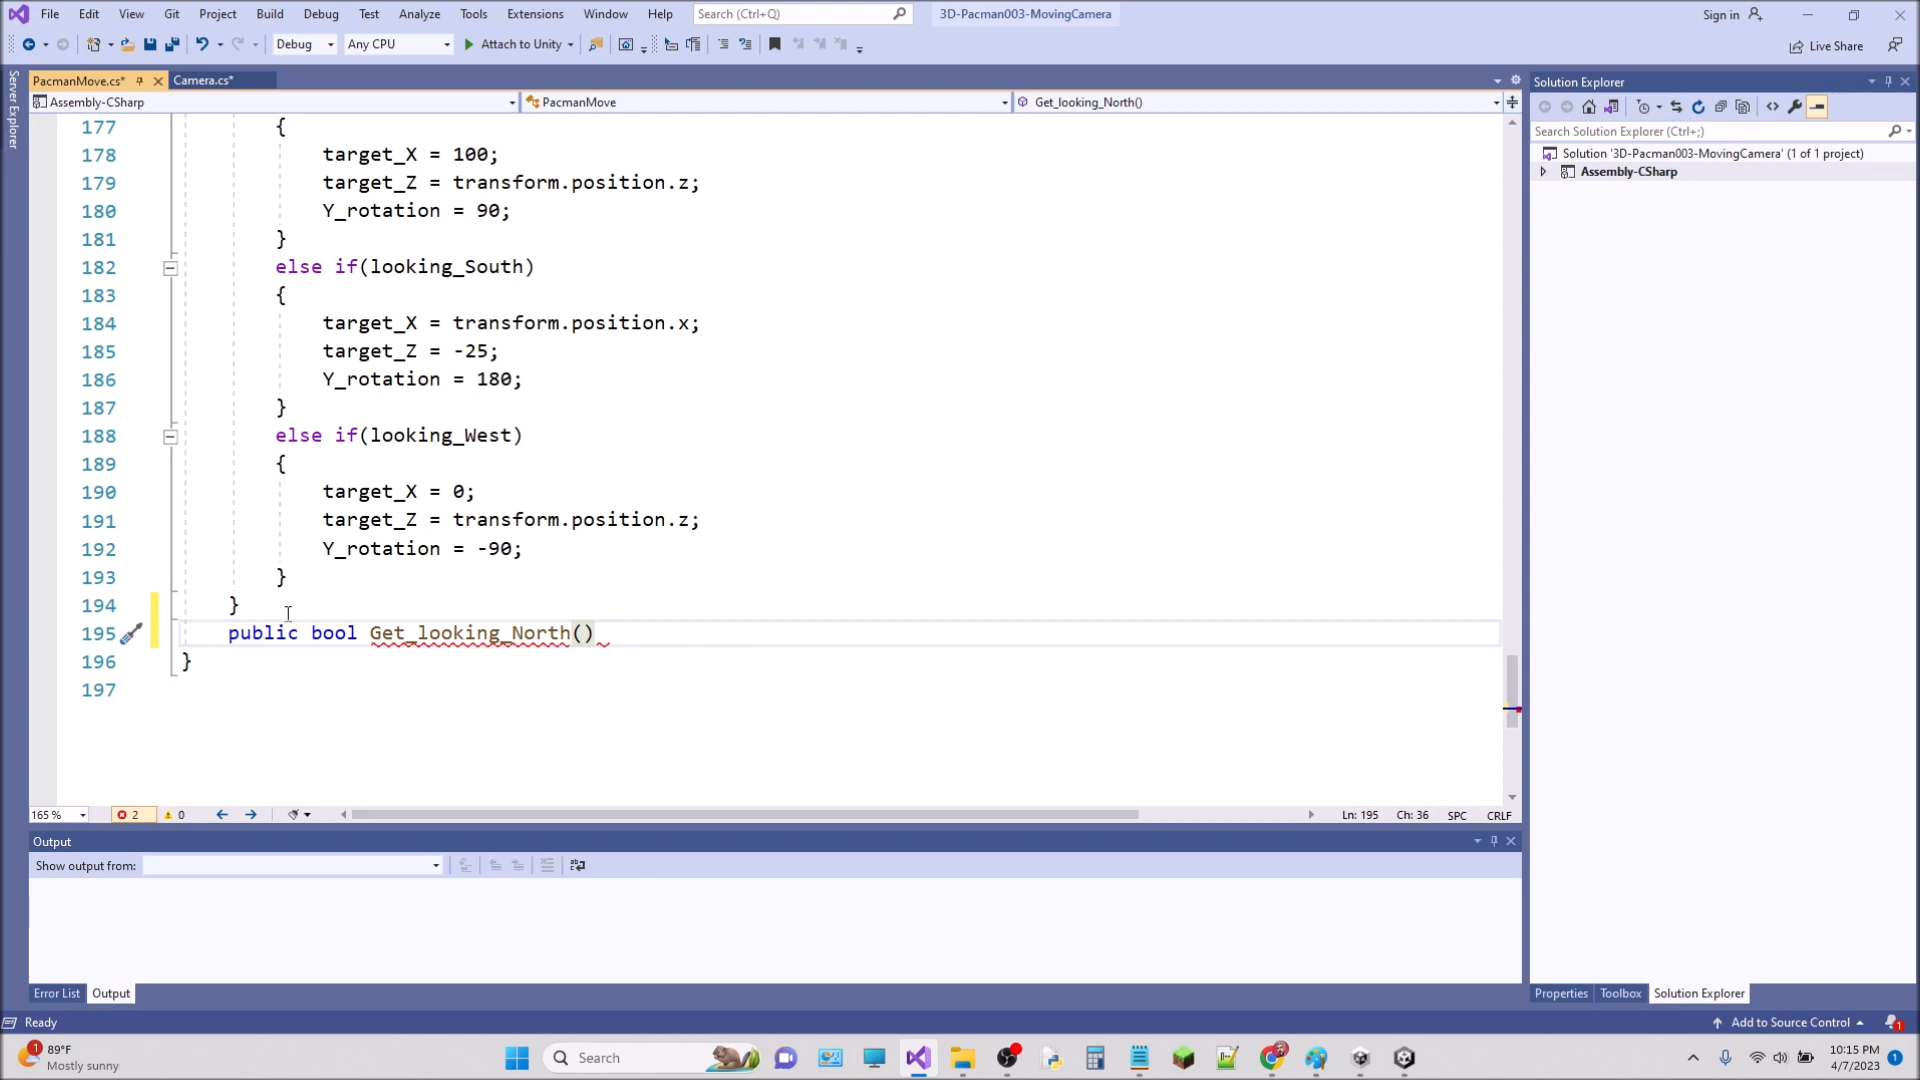 File Edit View Git Project Build Debug Test Analyze Tools Extensions Window Help Search (Ctrl+Q) 3D-Pacman003-MovingCamera Sign in
Debug Any CPU Attach to Unity Live Share
Server Explorer
PacmanMove.cs* Camera.cs*
Assembly-CSharp PacmanMove Get_looking_North()
177 {
178 target_X = 100;
179 target_Z = transform.position.z;
180 Y_rotation = 90;
181 }
182 else if(looking_South)
183 {
184 target_X = transform.position.x;
185 target_Z = -25;
186 Y_rotation = 180;
187 }
188 else if(looking_West)
189 {
190 target_X = 0;
191 target_Z = transform.position.z;
192 Y_rotation = -90;
193 }
194 }
195 public bool Get_looking_North()
196 }
197
165 % 2 0 Ln: 195 Ch: 36 SPC CRLF
Output
Show output from:
Error List Output
Solution Explorer
Search Solution Explorer (Ctrl+;)
Solution '3D-Pacman003-MovingCamera' (1 of 1 project)
Assembly-CSharp
Properties Toolbox Solution Explorer
Ready Add to Source Control 1
1 89°F
Mostly sunny
Search
10:15 PM
4/7/2023 1